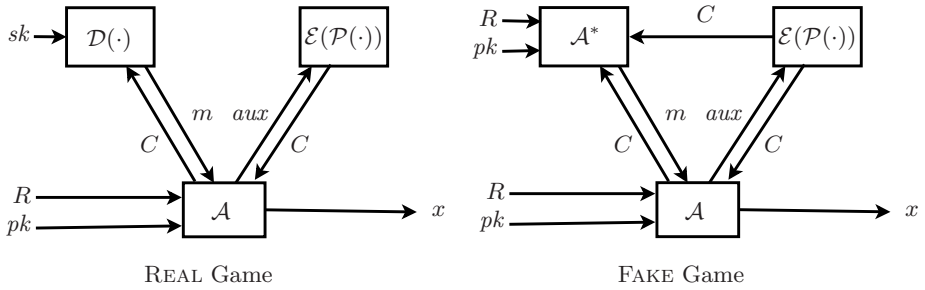 sk
D(·)
E(P(·))
m
aux
C
C
R
pk
A
x
REAL Game
R
pk
A*
C
E(P(·))
m
aux
C
C
R
pk
A
x
FAKE Game